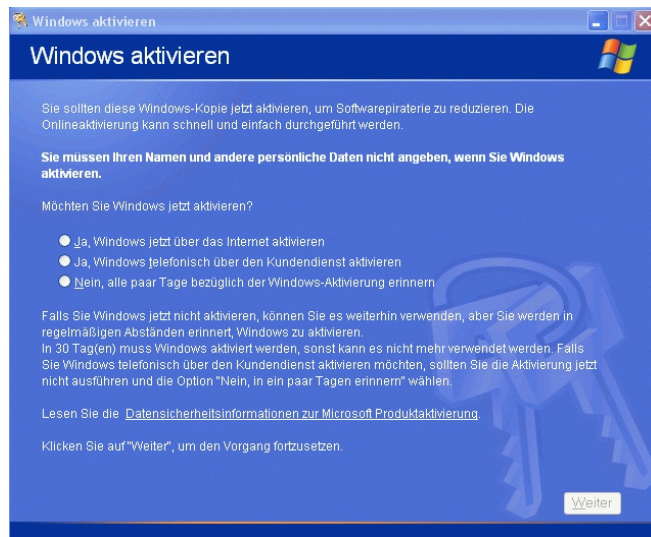 Windows aktivieren
Windows aktivieren
Sie sollten diese Windows-Kopie jetzt aktivieren, um Softwarepiraterie zu reduzieren. Die
Onlineaktivierung kann schnell und einfach durchgeführt werden.
Sie müssen Ihren Namen und andere persönliche Daten nicht angeben, wenn Sie Windows
aktivieren.
Möchten Sie Windows jetzt aktivieren?
Ja, Windows jetzt über das Internet aktivieren
Ja, Windows telefonisch über den Kundendienst aktivieren
Nein, alle paar Tage bezüglich der Windows-Aktivierung erinnern
Falls Sie Windows jetzt nicht aktivieren, können Sie es weiterhin verwenden, aber Sie werden in
regelmäßigen Abständen erinnert, Windows zu aktivieren.
In 30 Tag(en) muss Windows aktiviert werden, sonst kann es nicht mehr verwendet werden. Falls
Sie Windows telefonisch über den Kundendienst aktivieren möchten, sollten Sie die Aktivierung jetzt
nicht ausführen und die Option "Nein, in ein paar Tagen erinnern" wählen.
Lesen Sie die Datensicherheitsinformationen zur Microsoft Produktaktivierung.
Klicken Sie auf "Weiter", um den Vorgang fortzusetzen.
Weiter